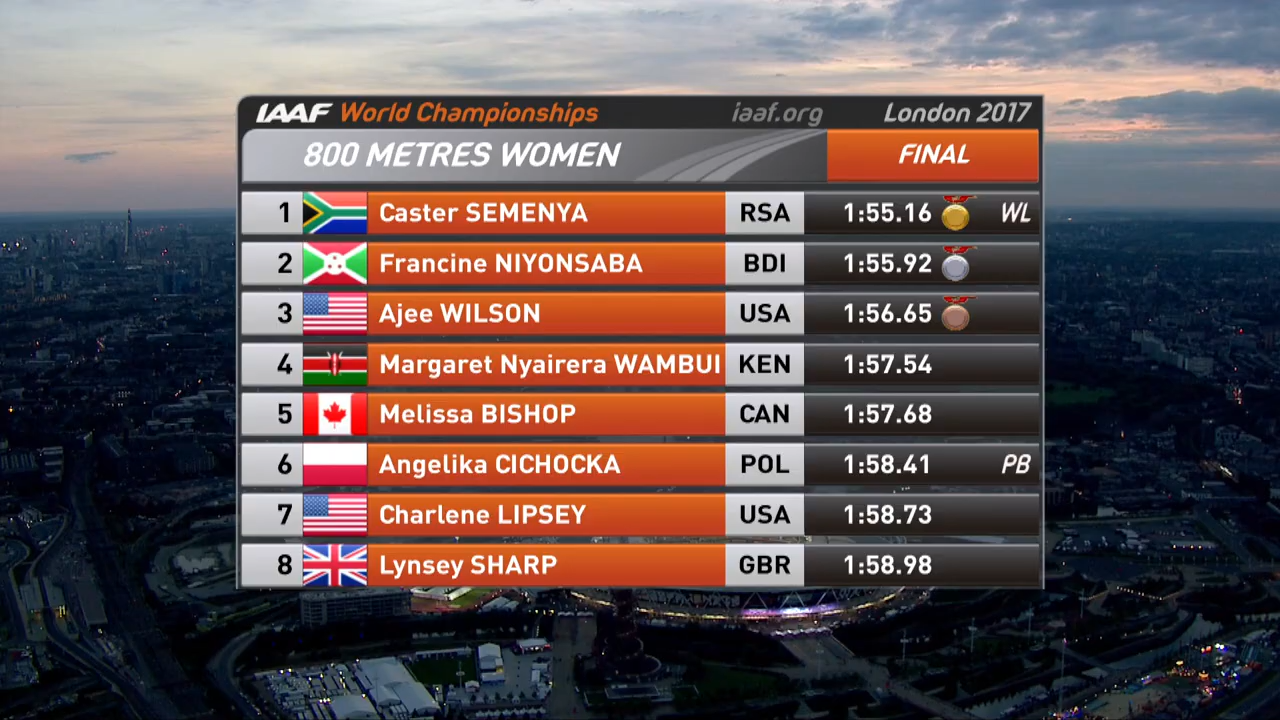 IAAF World Championships iaaf.org London 2017
800 METRES WOMEN FINAL
1 Caster SEMENYA RSA 1:55.16 WL
2 Francine NIYONSABA BDI 1:55.92
3 Ajee WILSON USA 1:56.65
4 Margaret Nyairera WAMBUI KEN 1:57.54
5 Melissa BISHOP CAN 1:57.68
6 Angelika CICHOCKA POL 1:58.41 PB
7 Charlene LIPSEY USA 1:58.73
8 Lynsey SHARP GBR 1:58.98